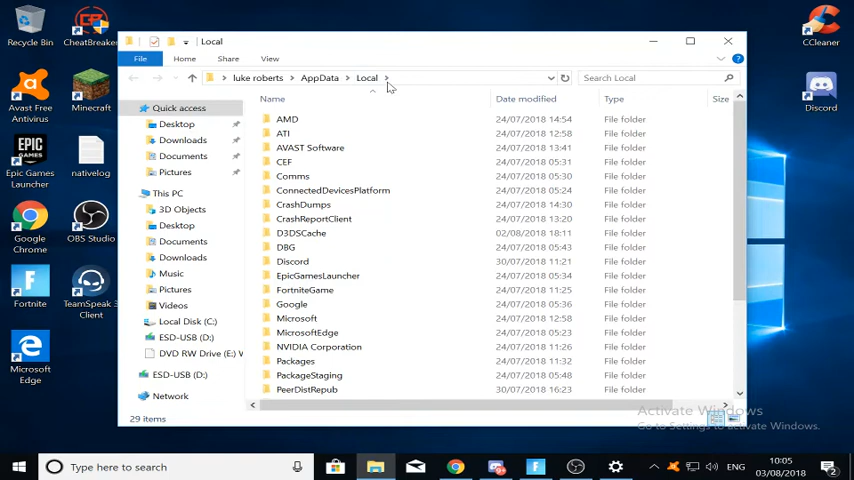 Local
File
Home
Share
View
luke roberts
AppData
Local
Search Local
Name
Date modified
Type
Size
Quick access
Desktop
Downloads
Documents
Pictures
This PC
3D Objects
Desktop
Documents
Downloads
Music
Pictures
Videos
Local Disk (C:)
ESD-USB (D:)
DVD RW Drive (E:) W
ESD-USB (D:)
Network
AMD 24/07/2018 14:54 File folder
ATI 24/07/2018 12:58 File folder
AVAST Software 24/07/2018 13:41 File folder
CEF 24/07/2018 05:31 File folder
Comms 24/07/2018 05:30 File folder
ConnectedDevicesPlatform 24/07/2018 05:24 File folder
CrashDumps 24/07/2018 14:30 File folder
CrashReportClient 24/07/2018 13:20 File folder
D3DSCache 02/08/2018 18:11 File folder
DBG 24/07/2018 05:43 File folder
Discord 30/07/2018 11:21 File folder
EpicGamesLauncher 24/07/2018 05:34 File folder
FortniteGame 24/07/2018 11:25 File folder
Google 24/07/2018 05:36 File folder
Microsoft 24/07/2018 12:58 File folder
MicrosoftEdge 24/07/2018 05:23 File folder
NVIDIA Corporation 24/07/2018 11:26 File folder
Packages 24/07/2018 11:32 File folder
PackageStaging 24/07/2018 05:48 File folder
PeerDistRepub 30/07/2018 16:23 File folder
29 items
Recycle Bin
CheatBreaker
Avast Free
Antivirus
Minecraft
EPIC
GAMES
Epic Games
Launcher
nativelog
Google
Chrome
OBS Studio
Fortnite
TeamSpeak 3
Client
Microsoft
Edge
CCleaner
Discord
Activate Windows
Go to Settings to activate Windows.
Type here to search
ENG
10:05
03/08/2018
2